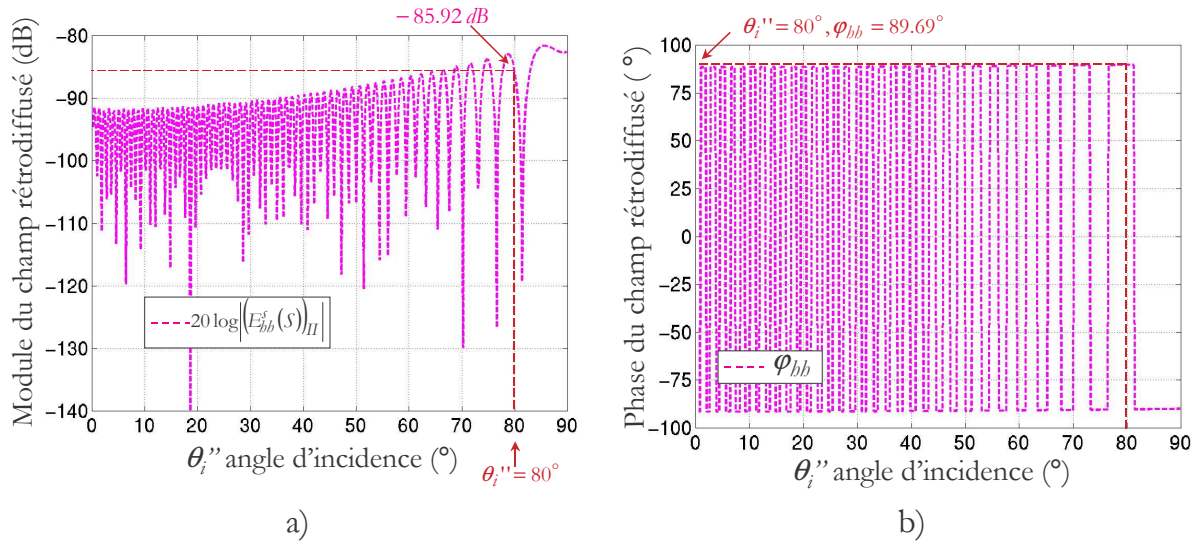 −85.92 dB
Module du champ rétrodiffusé (dB)
−80
−90
−100
−110
−120
−130
−140
0 10 20 30 40 50 60 70 80 90
20 log|(E^s_hh(S))_II|
θi'' angle d'incidence (°)
θi''=80°
a)
θi''=80°, φhh=89.69°
Phase du champ rétrodiffusé (°)
100
75
50
25
0
−25
−50
−75
−100
0 10 20 30 40 50 60 70 80 90
φhh
θi'' angle d'incidence (°)
b)